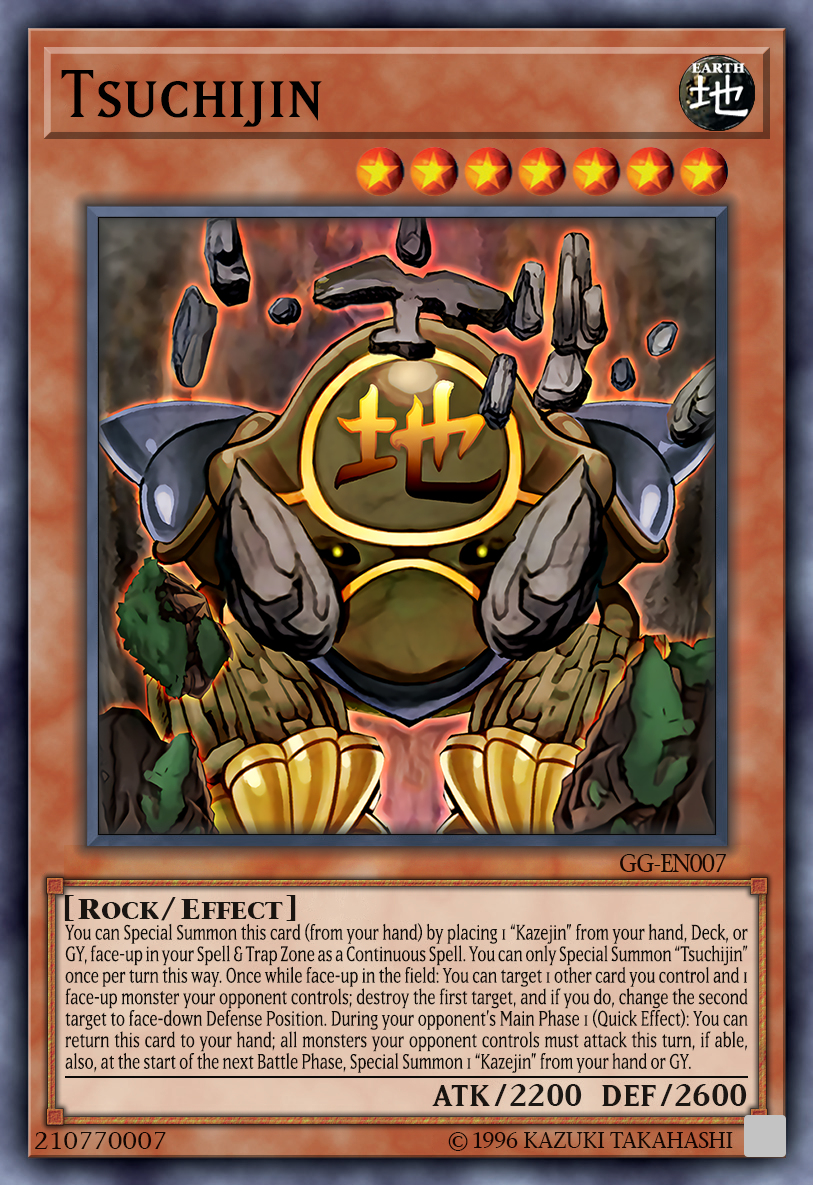 Tsuchijin
EARTH
地
地
GG-EN007
[Rock/Effect]
You can Special Summon this card (from your hand) by placing 1 “Kazejin” from your hand, Deck, or
GY, face-up in your Spell & Trap Zone as a Continuous Spell. You can only Special Summon “Tsuchijin”
once per turn this way. Once while face-up in the field: You can target 1 other card you control and 1
face-up monster your opponent controls; destroy the first target, and if you do, change the second
target to face-down Defense Position. During your opponent's Main Phase 1 (Quick Effect): You can
return this card to your hand; all monsters your opponent controls must attack this turn, if able,
also, at the start of the next Battle Phase, Special Summon 1 “Kazejin” from your hand or GY.
ATK/2200 DEF/2600
210770007
© 1996 KAZUKI TAKAHASHI